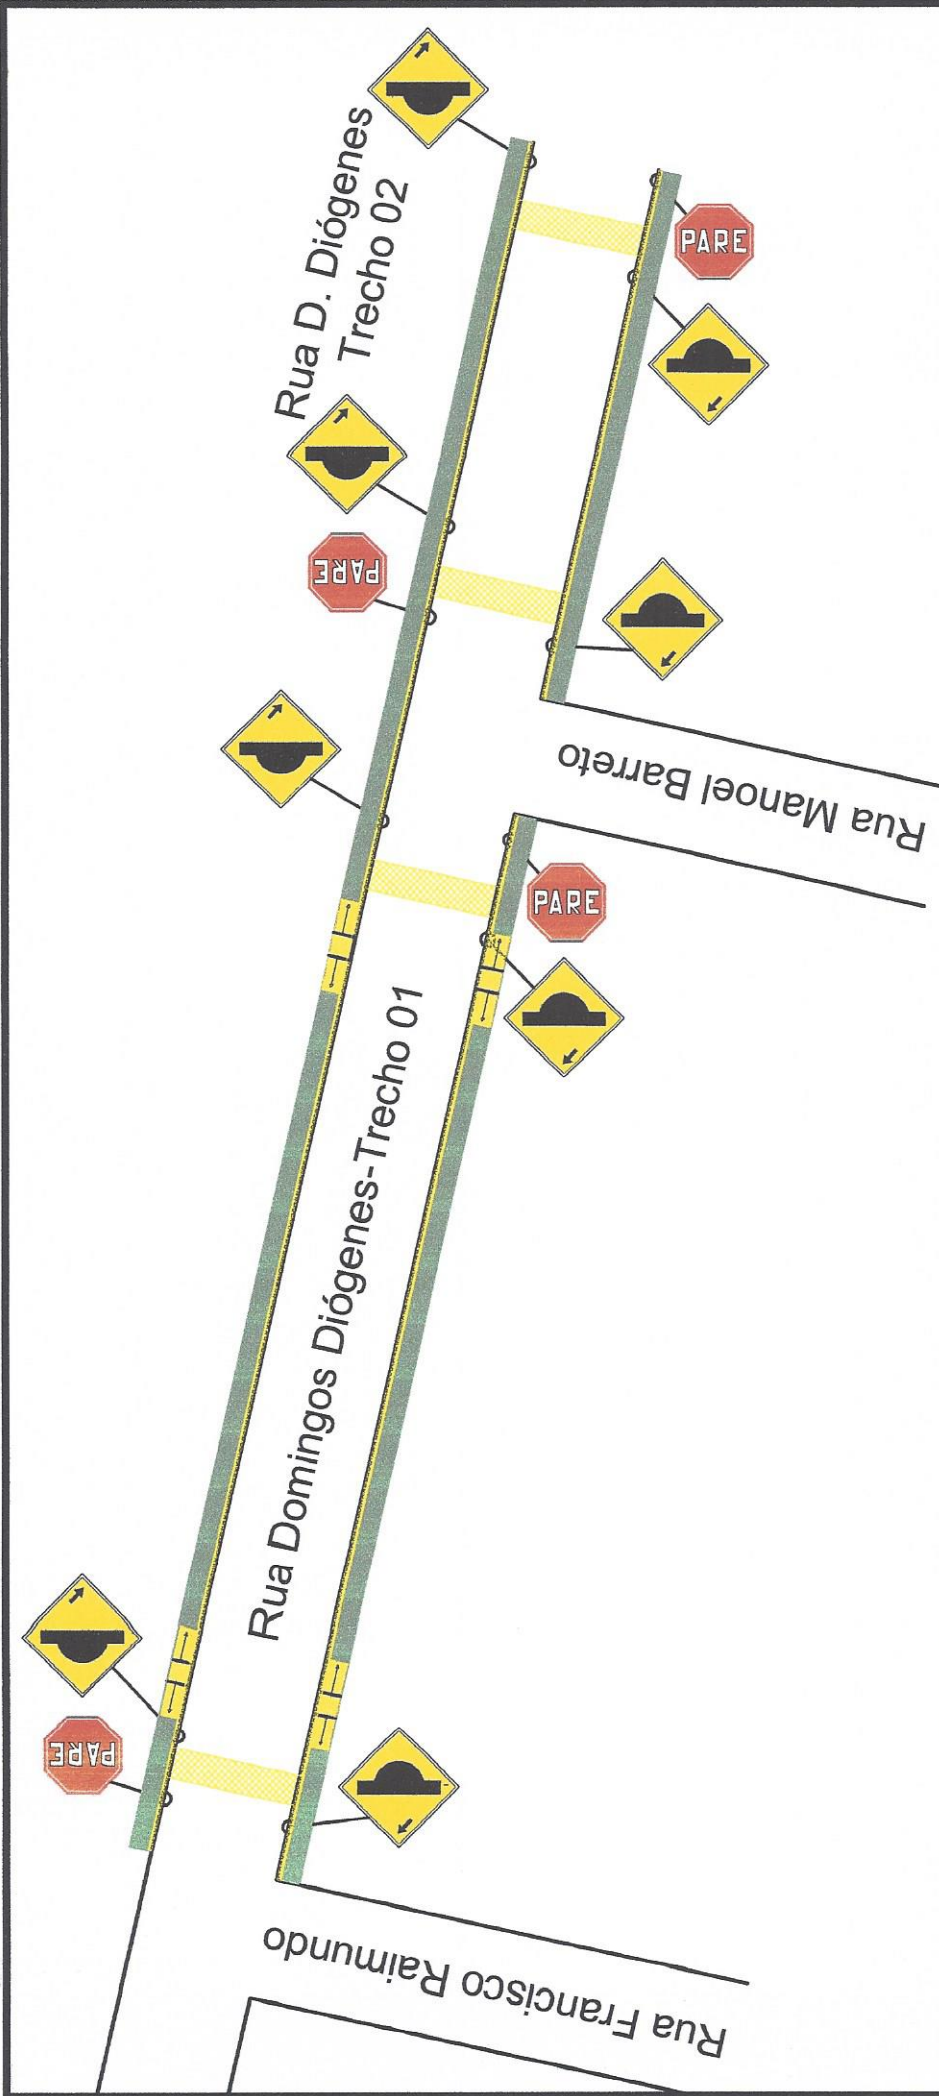 Rua D. Diógenes
Trecho 02
PARE
PARE
Rua Manoel Barreto
PARE
Rua Domingos Diógenes-Trecho 01
PARE
Rua Francisco Raimundo